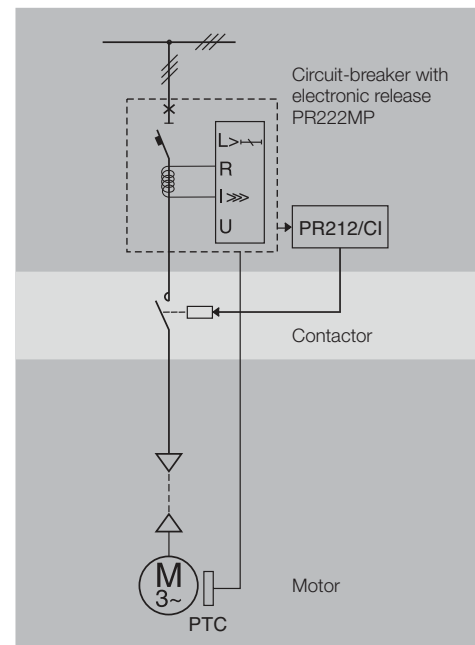 Circuit-breaker with
electronic release
PR222MP
L>
R
I>>>
U
PR212/CI
Contactor
M
3~
Motor
PTC